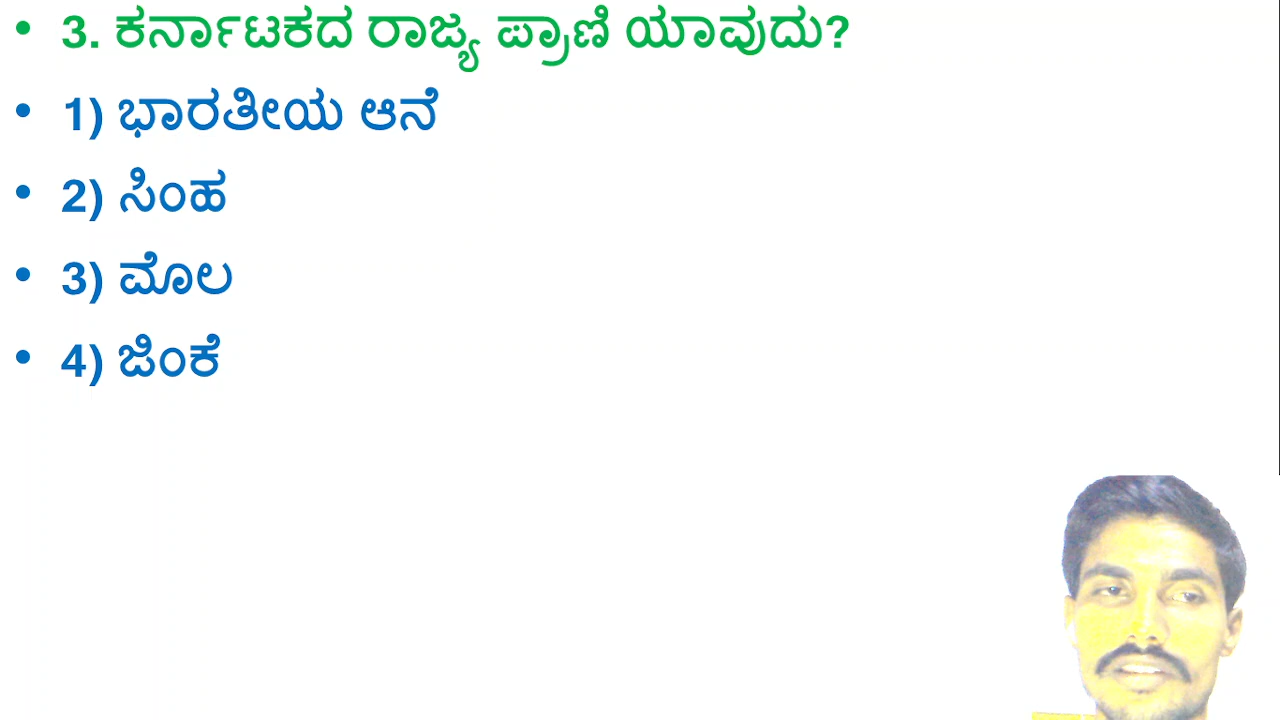 • 3. ಕರ್ನಾಟಕದ ರಾಜ್ಯ ಪ್ರಾಣಿ ಯಾವುದು?
• 1) ಭಾರತೀಯ ಆನೆ
• 2) ಸಿಂಹ
• 3) ಮೊಲ
• 4) ಜಿಂಕೆ